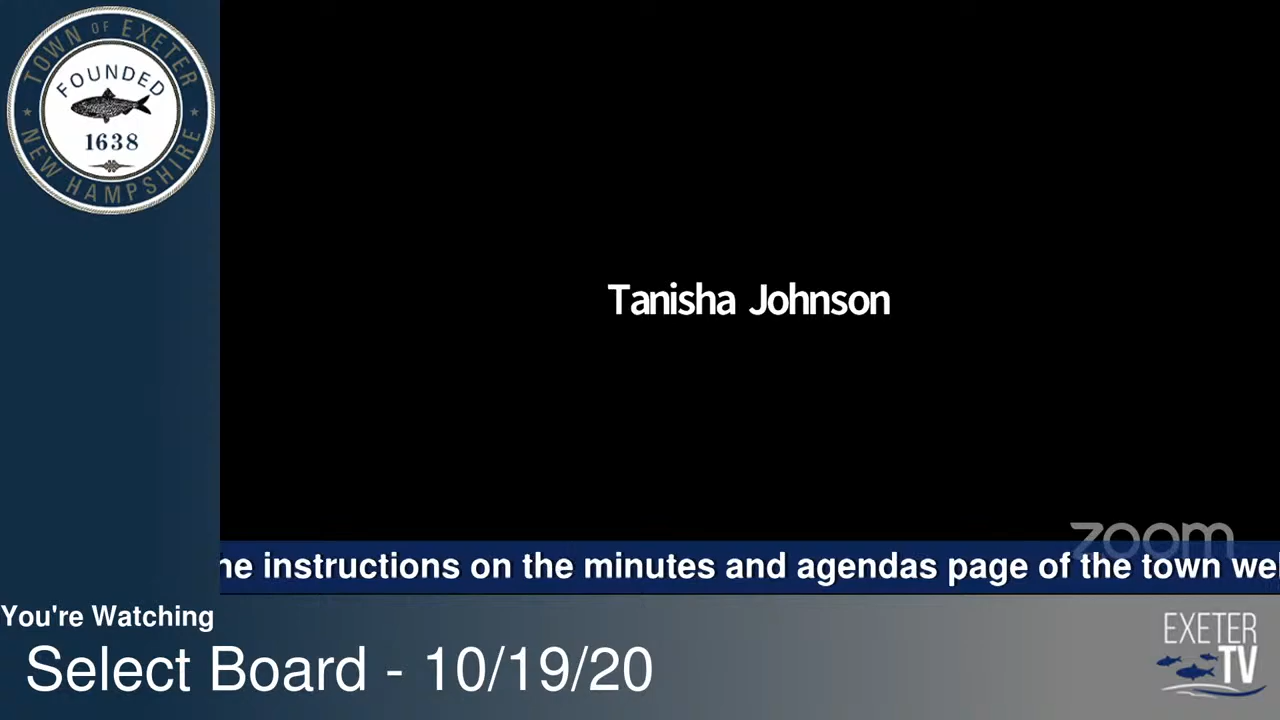 TOWN OF EXETER
FOUNDED
1638
NEW HAMPSHIRE
Tanisha Johnson
zoom
he instructions on the minutes and agendas page of the town we
You're Watching
Select Board - 10/19/20
EXETER
TV